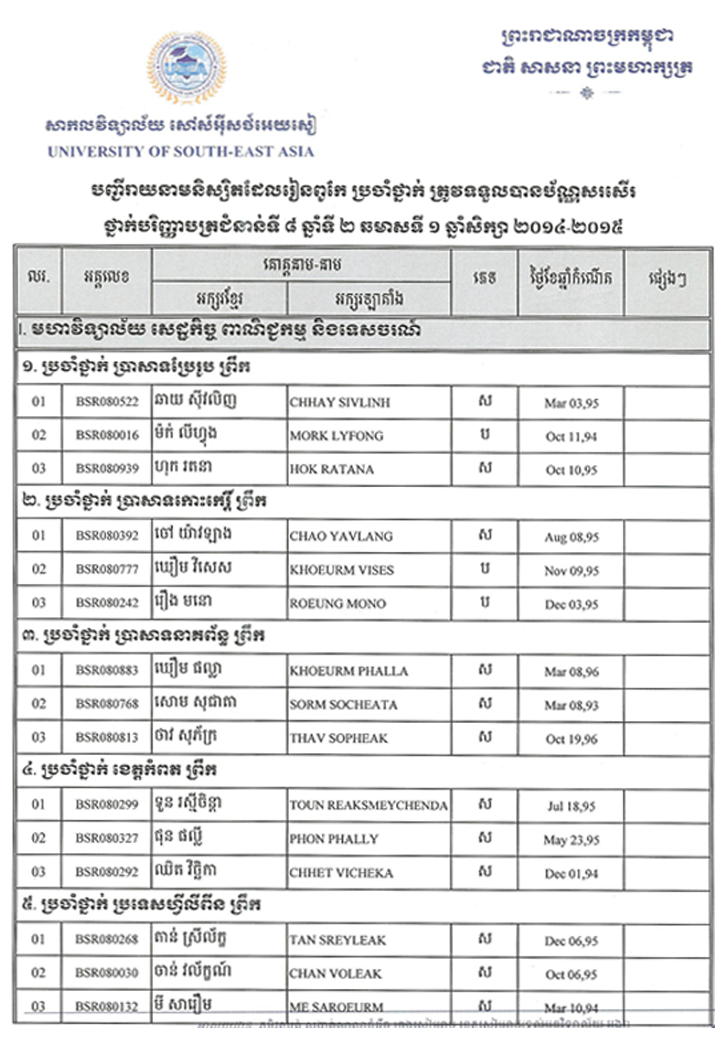 ព្រះរាជាណាចក្រកម្ពុជា
ជាតិ សាសនា ព្រះមហាក្សត្រ
សាកលវិទ្យាល័យ សៅស៍អ៊ីសថ៍អេយសៀ
UNIVERSITY OF SOUTH-EAST ASIA
បញ្ជីរាយនាមនិស្សិតដែលរៀនពូកែ ប្រចាំថ្នាក់ ត្រូវទទួលបានប័ណ្ណសរសើរ
ថ្នាក់បរិញ្ញាបត្រជំនាន់ទី ៨ ឆ្នាំទី ២ ឆមាសទី ១ ឆ្នាំសិក្សា ២០១៤-២០១៥
ល.រ. អត្តលេខ គោត្តនាម-នាម ភេទ ថ្ងៃខែឆ្នាំកំណើត ផ្សេងៗ
អក្សរខ្មែរ អក្សរឡាតាំង
I. មហាវិទ្យាល័យ សេដ្ឋកិច្ច ពាណិជ្ជកម្ម និងទេសចរណ៍
១. ប្រចាំថ្នាក់ ប្រាសាទប្រែរូប ព្រឹក
01 BSR080522 ឆាយ ស៊ីវលិញ CHHAY SIVLINH ស Mar 03,95
02 BSR080016 ម៉ក់ លីហ្វុង MORK LYFONG ប Oct 11,94
03 BSR080939 ហុក រតនា HOK RATANA ស Oct 10,95
២. ប្រចាំថ្នាក់ ប្រាសាទកោះកេរ្តិ៍ ព្រឹក
01 BSR080392 ចៅ យ៉ាវឡាង CHAO YAVLANG ស Aug 08,95
02 BSR080777 ឃឿម វិសេស KHOEURM VISES ប Nov 09,95
03 BSR080242 រឿង មនោ ROEUNG MONO ប Dec 03,95
៣. ប្រចាំថ្នាក់ ប្រាសាទនាគព័ន្ធ ព្រឹក
01 BSR080883 ឃឿម ផល្លា KHOEURM PHALLA ស Mar 08,96
02 BSR080768 សោម សុជាតា SORM SOCHEATA ស Mar 08,93
03 BSR080813 ថាវ សុភ័ក្រ THAV SOPHEAK ស Oct 19,96
៤. ប្រចាំថ្នាក់ ខេត្តកំពត ព្រឹក
01 BSR080299 ទួន រស្មីចិន្តា TOUN REAKSMEYCHENDA ស Jul 18,95
02 BSR080327 ផុន ផល្លី PHON PHALLY ស May 23,95
03 BSR080292 ឈិត វិច្ឆិកា CHHET VICHEKA ស Dec 01,94
៥. ប្រចាំថ្នាក់ ប្រទេសហ្វីលីពីន ព្រឹក
01 BSR080268 តាន់ ស្រីល័ក្ខ TAN SREYLEAK ស Dec 06,95
02 BSR080030 ចាន់ វល័ក្ខណ៍ CHAN VOLEAK ស Oct 06,95
03 BSR080132 មី សារឿម ME SAROEURM ស Mar 10,94